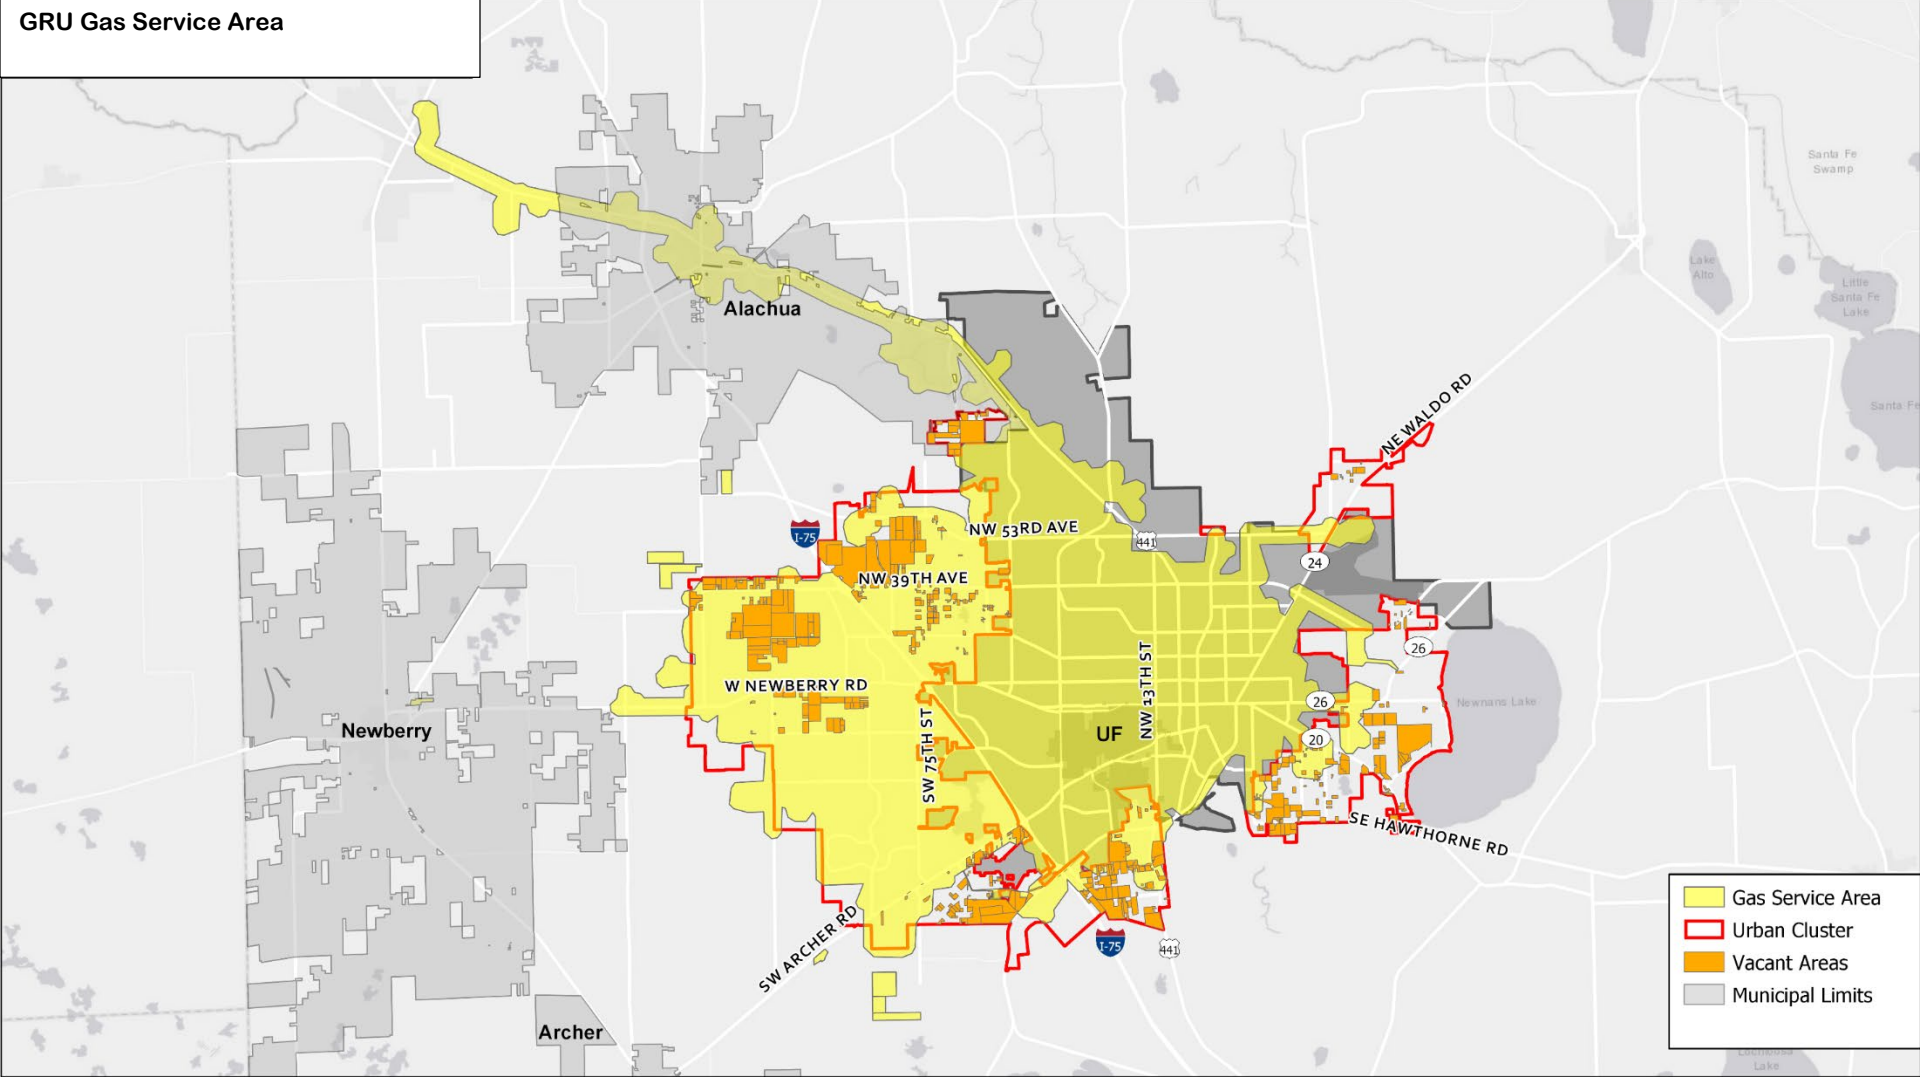 GRU Gas Service Area
Santa Fe
Swamp
Lake
Alto
Little
Santa Fe
Lake
Alachua
Santa Fe
NE WALDO RD
I-75
NW 53RD AVE
441
24
NW 39TH AVE
26
W NEWBERRY RD
NW 13TH ST
26
Newnans Lake
Newberry
SW 75TH ST
UF
20
SE HAWTHORNE RD
SW ARCHER RD
I-75
441
Archer
Gas Service Area
Urban Cluster
Vacant Areas
Municipal Limits
Lochloosa
Lake